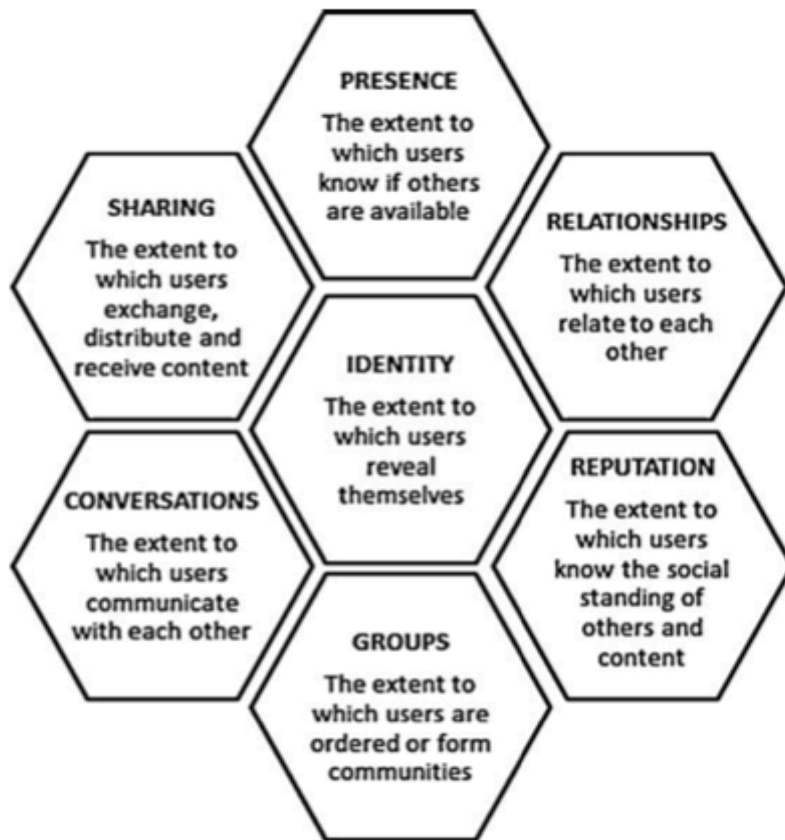 PRESENCE
The extent to
which users
know if others
are available
SHARING
The extent to
which users
exchange,
distribute and
receive content
RELATIONSHIPS
The extent to
which users
relate to each
other
IDENTITY
The extent to
which users
reveal
themselves
CONVERSATIONS
The extent to
which users
communicate
with each other
REPUTATION
The extent to
which users
know the social
standing of
others and
content
GROUPS
The extent to
which users are
ordered or form
communities